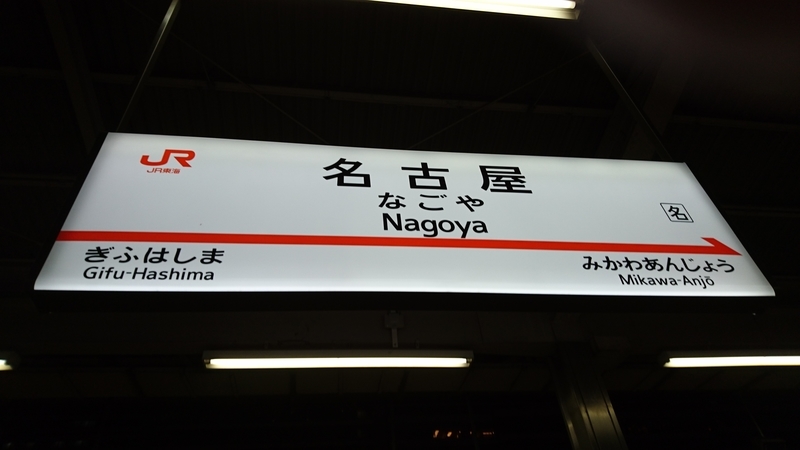 JR
JR東海
名古屋
なごや
Nagoya
名
ぎふはしま
Gifu-Hashima
みかわあんじょう
Mikawa-Anjō